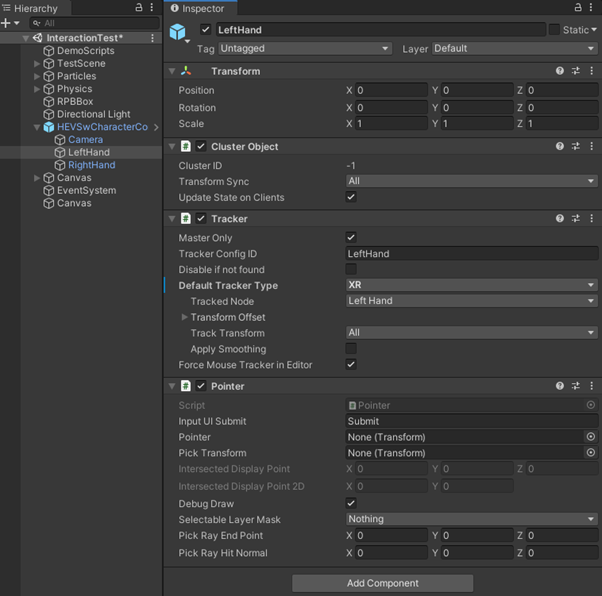 Hierarchy
Inspector
All
InteractionTest*
DemoScripts
TestScene
Particles
Physics
RPBBox
Directional Light
HEVSwCharacterCo
Camera
LeftHand
RightHand
Canvas
EventSystem
Canvas
LeftHand
Static
Tag Untagged Layer Default
Transform
Position X 0 Y 0 Z 0
Rotation X 0 Y 0 Z 0
Scale X 1 Y 1 Z 1
# Cluster Object
Cluster ID -1
Transform Sync All
Update State on Clients
# Tracker
Master Only
Tracker Config ID LeftHand
Disable if not found
Default Tracker Type XR
Tracked Node Left Hand
Transform Offset
Track Transform All
Apply Smoothing
Force Mouse Tracker in Editor
# Pointer
Script Pointer
Input UI Submit Submit
Pointer None (Transform)
Pick Transform None (Transform)
Intersected Display Point X 0 Y 0 Z 0
Intersected Display Point 2D X 0 Y 0
Debug Draw
Selectable Layer Mask Nothing
Pick Ray End Point X 0 Y 0 Z 0
Pick Ray Hit Normal X 0 Y 0 Z 0
Add Component